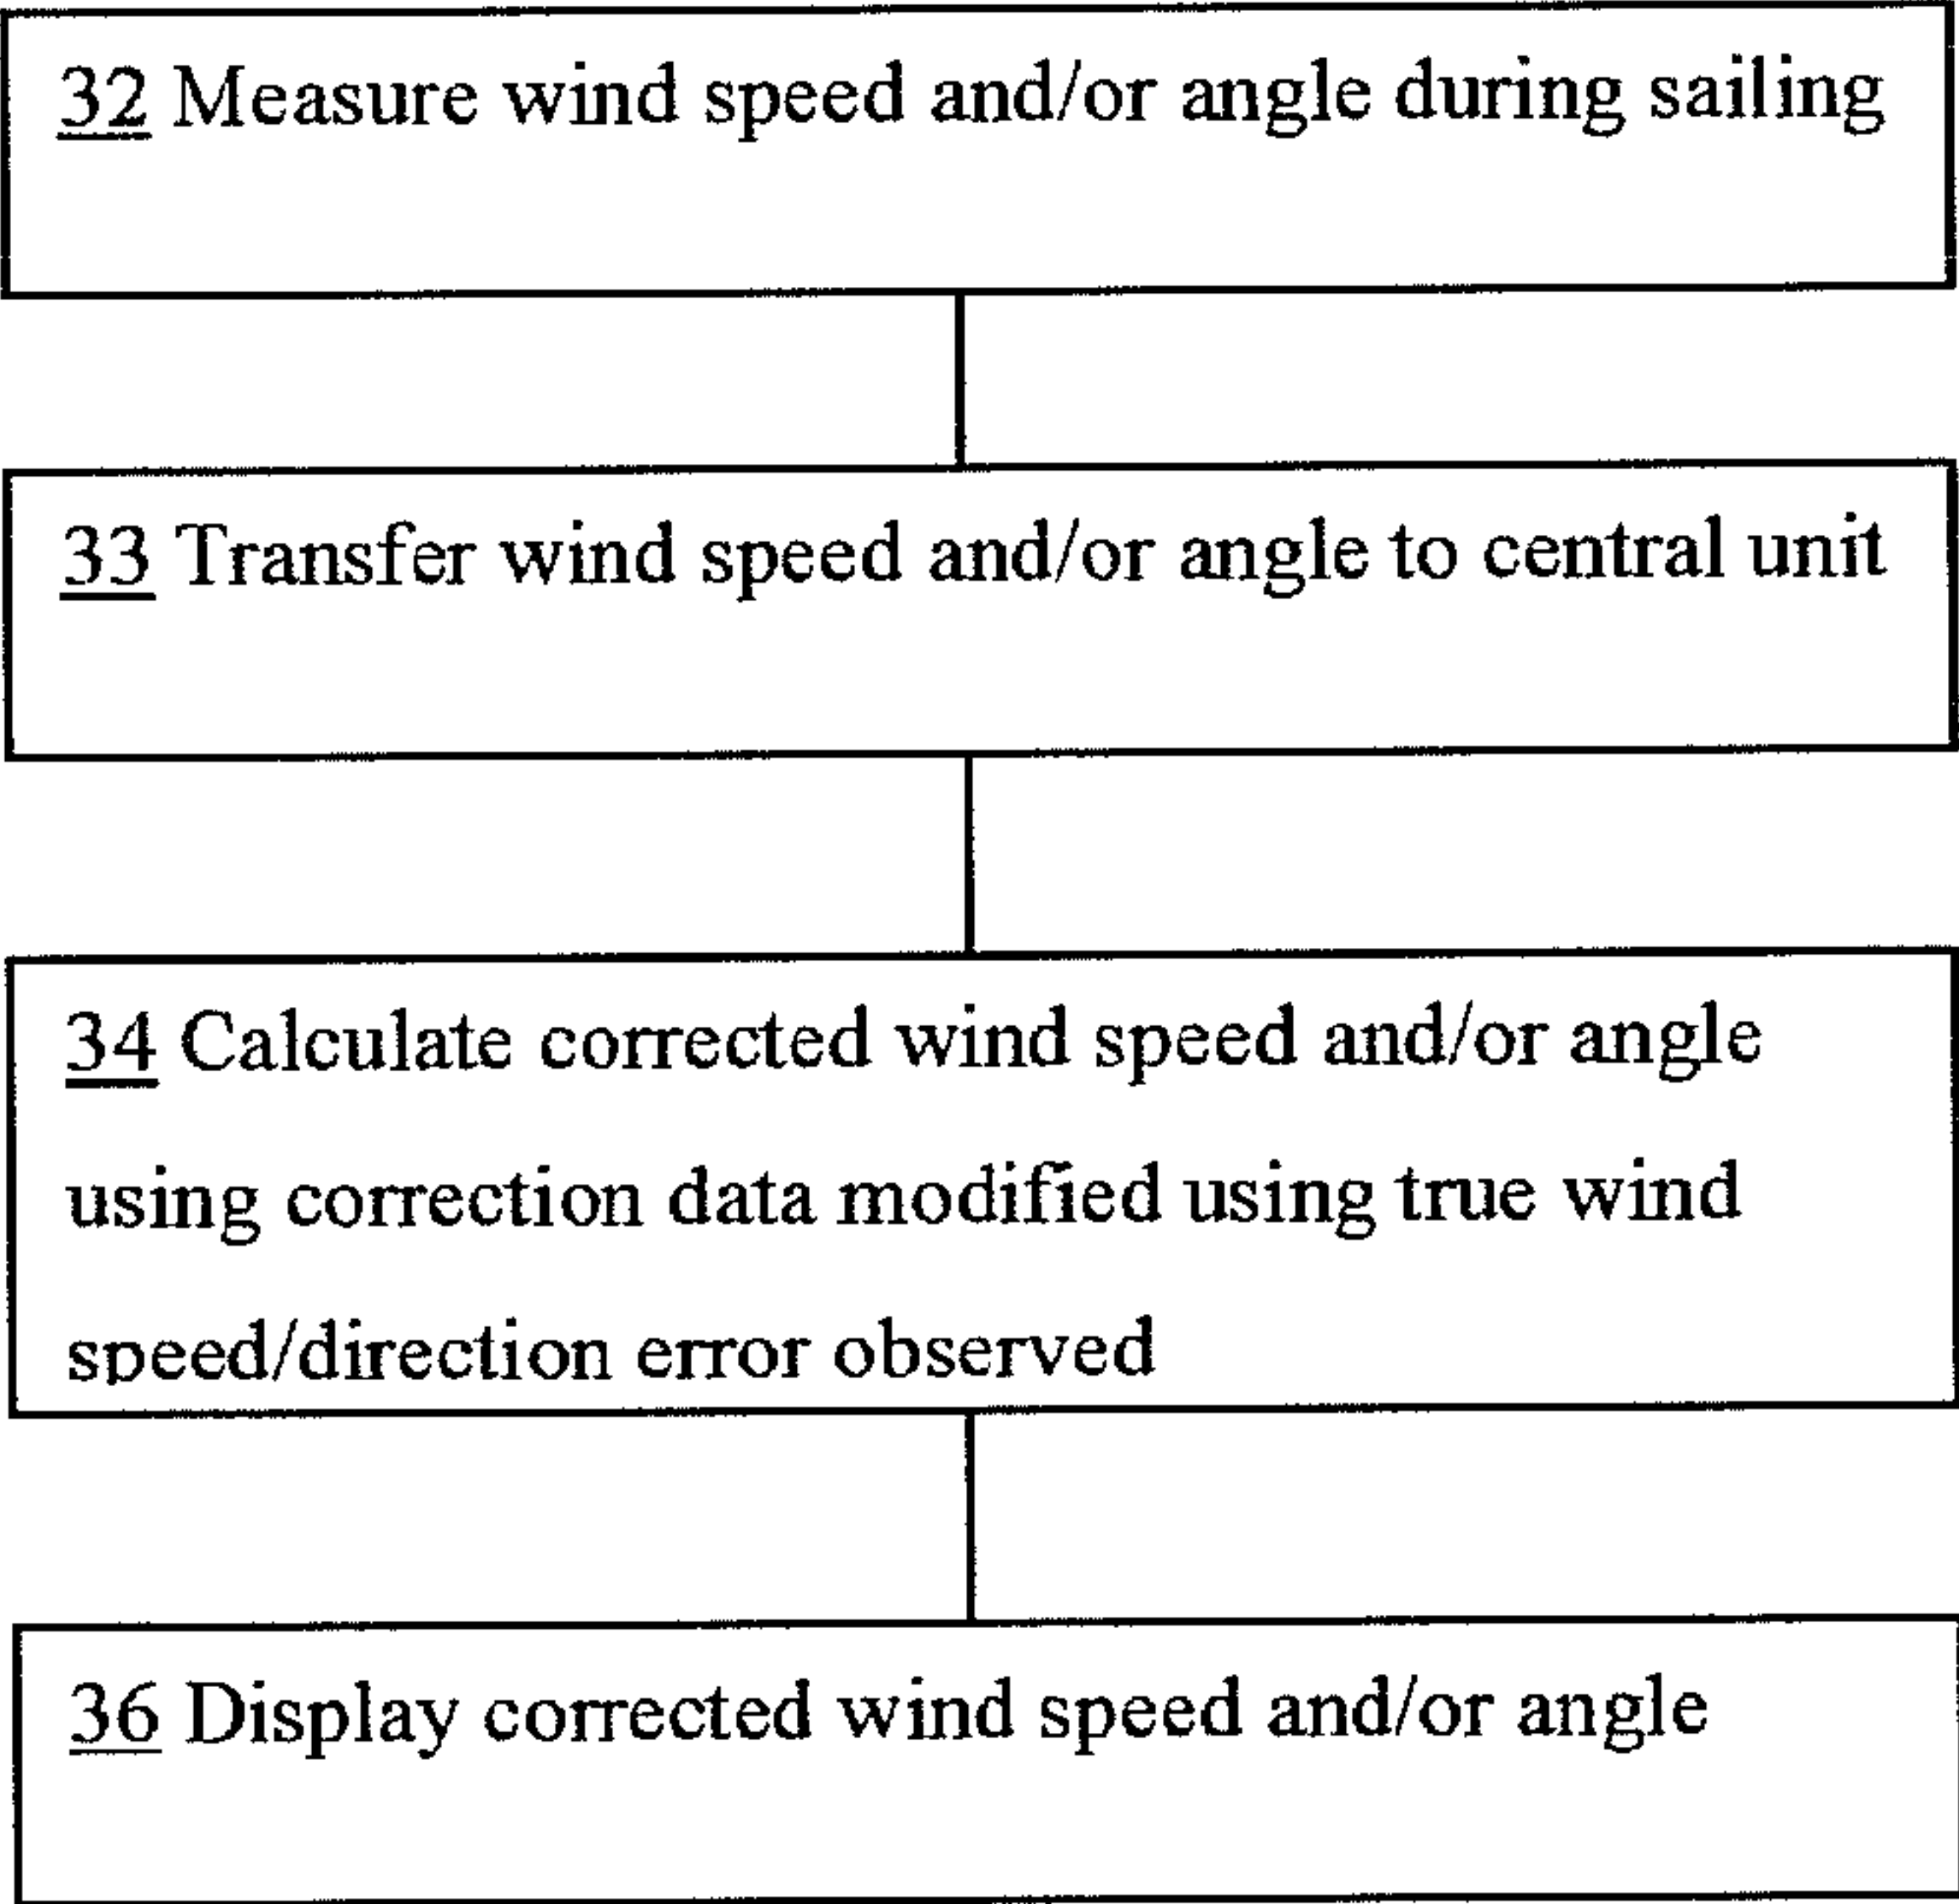 32 Measure wind speed and/or angle during sailing
33 Transfer wind speed and/or angle to central unit
34 Calculate corrected wind speed and/or angle
using correction data modified using true wind
speed/direction error observed
36 Display corrected wind speed and/or angle